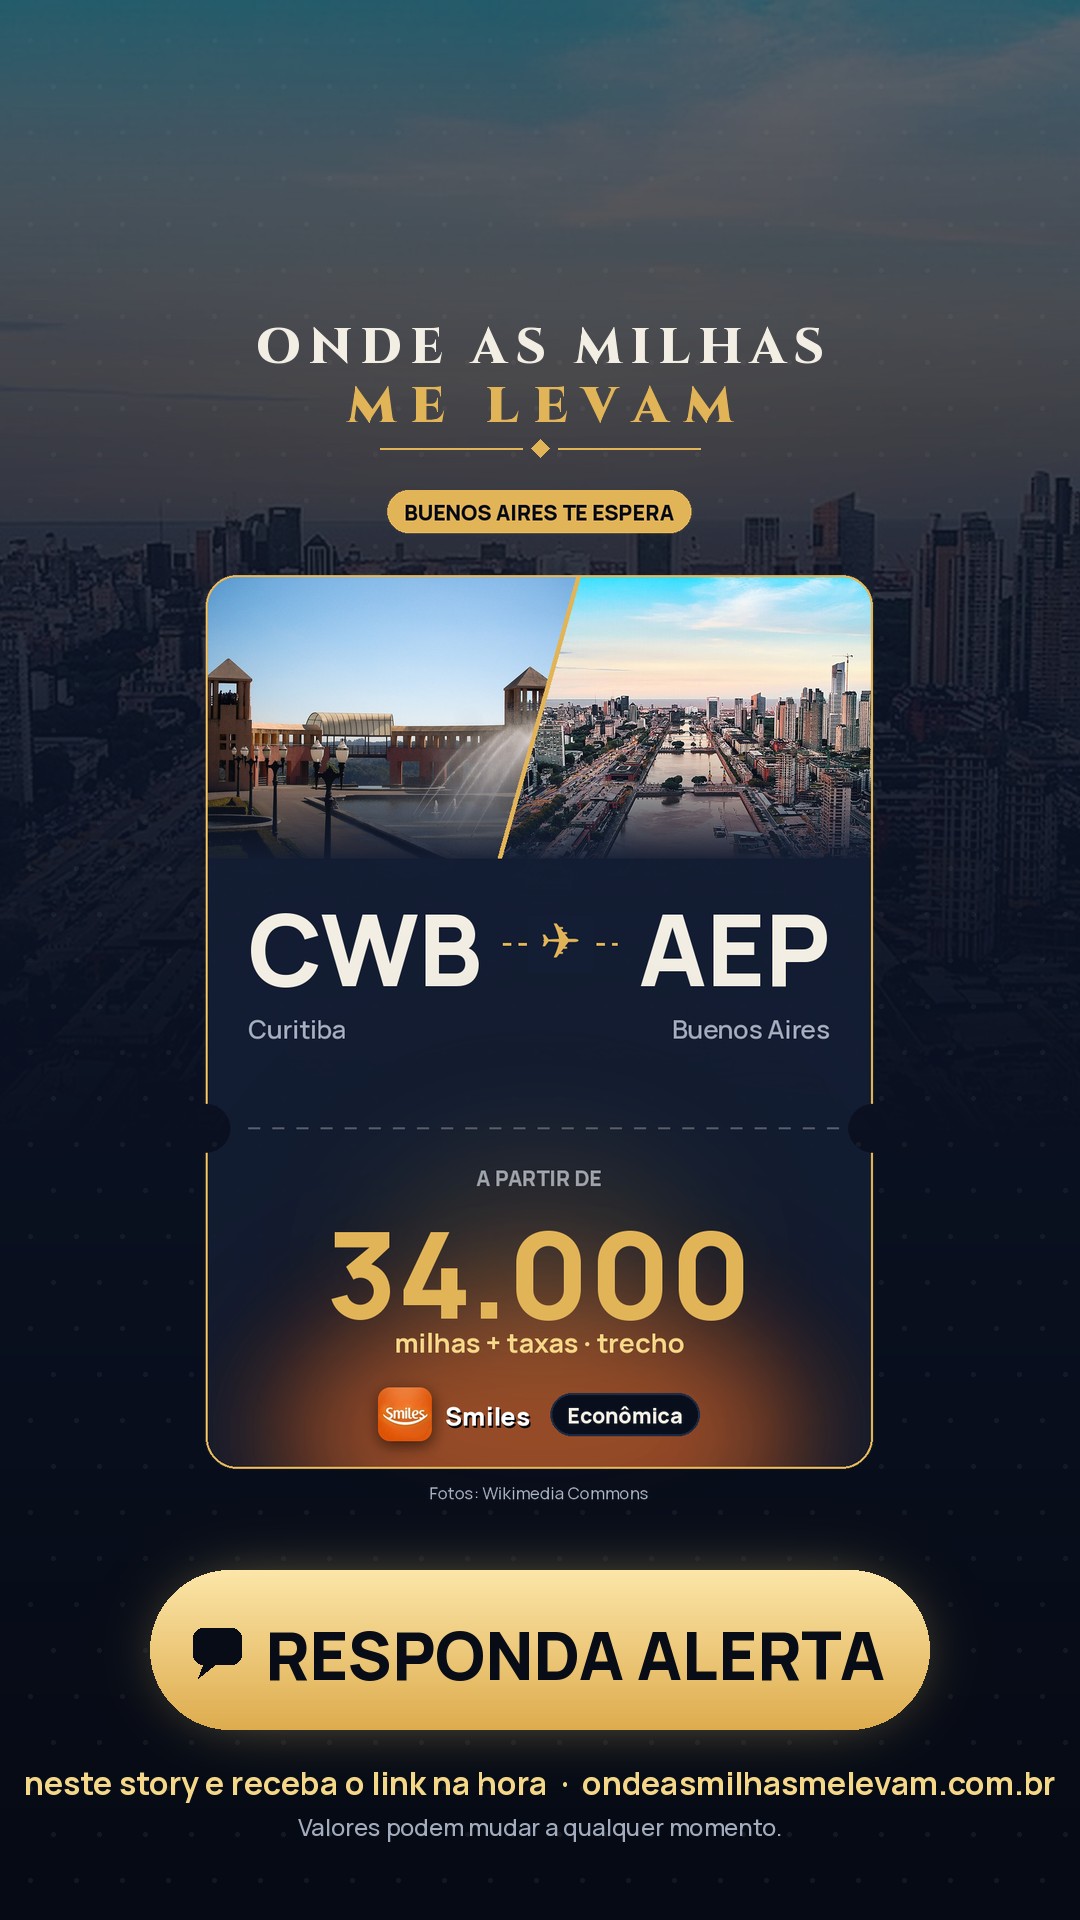 ONDE AS MILHAS
ME LEVAM
BUENOS AIRES TE ESPERA
CWB
AEP
Curitiba
Buenos Aires
A PARTIR DE
34.000
milhas + taxas · trecho
Smiles
Smiles
Econômica
Fotos: Wikimedia Commons
RESPONDA ALERTA
neste story e receba o link na hora · ondeasmilhasmelevam.com.br
Valores podem mudar a qualquer momento.